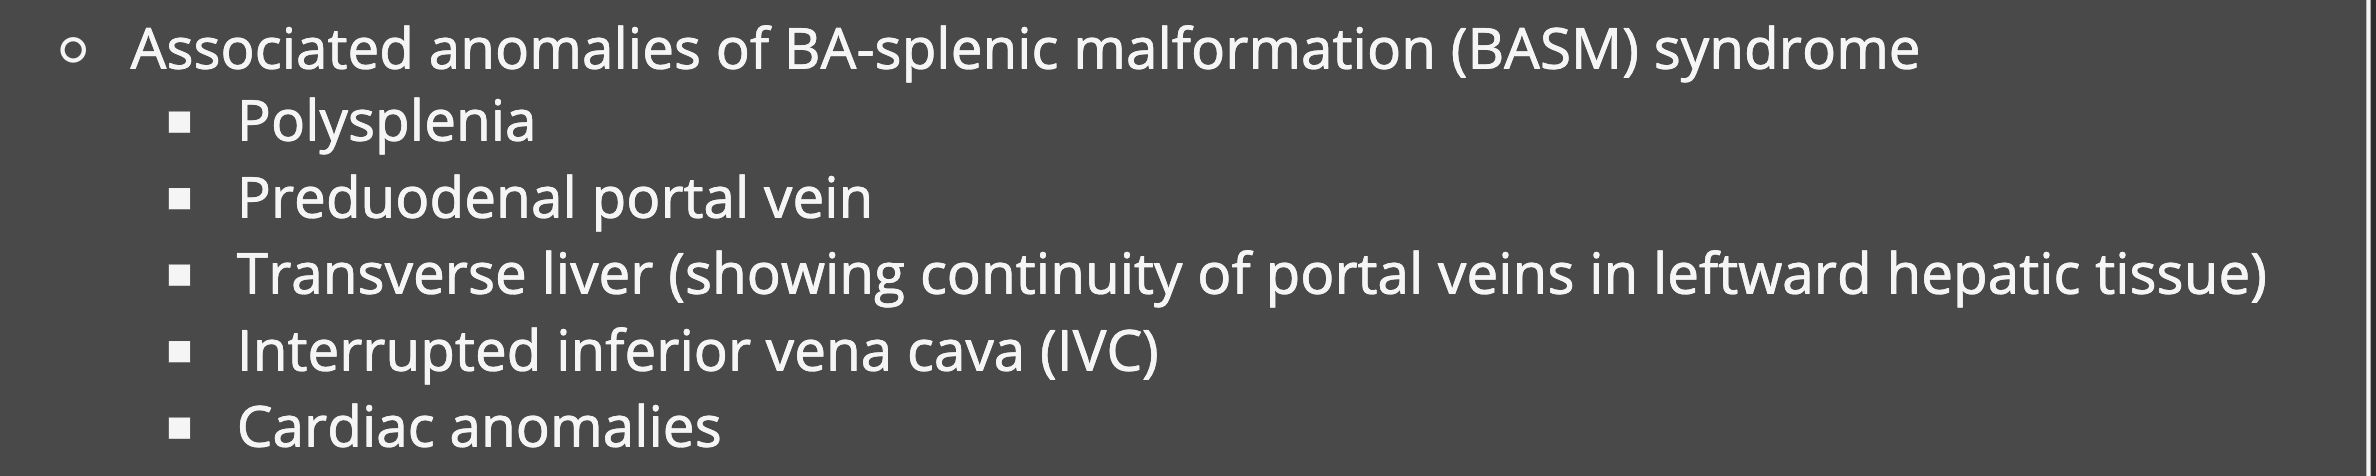 Associated anomalies of BA-splenic malformation (BASM) syndrome
Polysplenia
Preduodenal portal vein
Transverse liver (showing continuity of portal veins in leftward hepatic tissue)
Interrupted inferior vena cava (IVC)
Cardiac anomalies